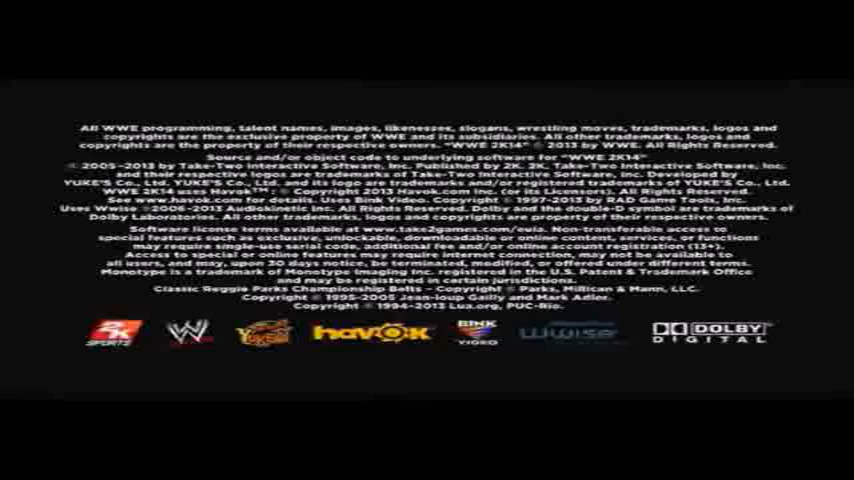 All WWE programming, talent names, images, likenesses, slogans, wrestling moves, trademarks, logos and
copyrights are the exclusive property of WWE and its subsidiaries. All other trademarks, logos and
copyrights are the property of their respective owners. "WWE 2K14" © 2013 by WWE. All Rights Reserved.
Source and/or object code to underlying software for "WWE 2K14"
© 2005-2013 by Take-Two Interactive Software, Inc. Published by 2K. 2K, Take-Two Interactive Software, Inc.
and their respective logos are trademarks of Take-Two Interactive Software, Inc. Developed by
YUKE'S Co., Ltd. YUKE'S Co., Ltd. and its logo are trademarks and/or registered trademarks of YUKE'S Co., Ltd.
WWE 2K14 uses Havok™ : © Copyright 2013 Havok.com Inc. (or its Licensors). All Rights Reserved.
See www.havok.com for details. Uses Bink Video. Copyright © 1997-2013 by RAD Game Tools, Inc.
Uses Wwise ©2006-2013 Audiokinetic Inc. All Rights Reserved. Dolby and the double-D symbol are trademarks of
Dolby Laboratories. All other trademarks, logos and copyrights are property of their respective owners.
Software license terms available at www.take2games.com/eula. Non-transferable access to
special features such as exclusive, unlockable, downloadable or online content, services, or functions
may require single-use serial code, additional fee and/or online account registration (13+).
Access to special or online features may require internet connection, may not be available to
all users, and may, upon 30 days notice, be terminated, modified, or offered under different terms.
Monotype is a trademark of Monotype Imaging Inc. registered in the U.S. Patent & Trademark Office
and may be registered in certain jurisdictions.
Classic Reggie Parks Championship Belts - Copyright © Parks, Millican & Mann, LLC.
Copyright © 1995-2005 Jean-loup Gailly and Mark Adler.
Copyright © 1994-2013 Lua.org, PUC-Rio.
2K SPORTS W YUKE'S HAVOK BINK VIDEO WWISE DOLBY DIGITAL